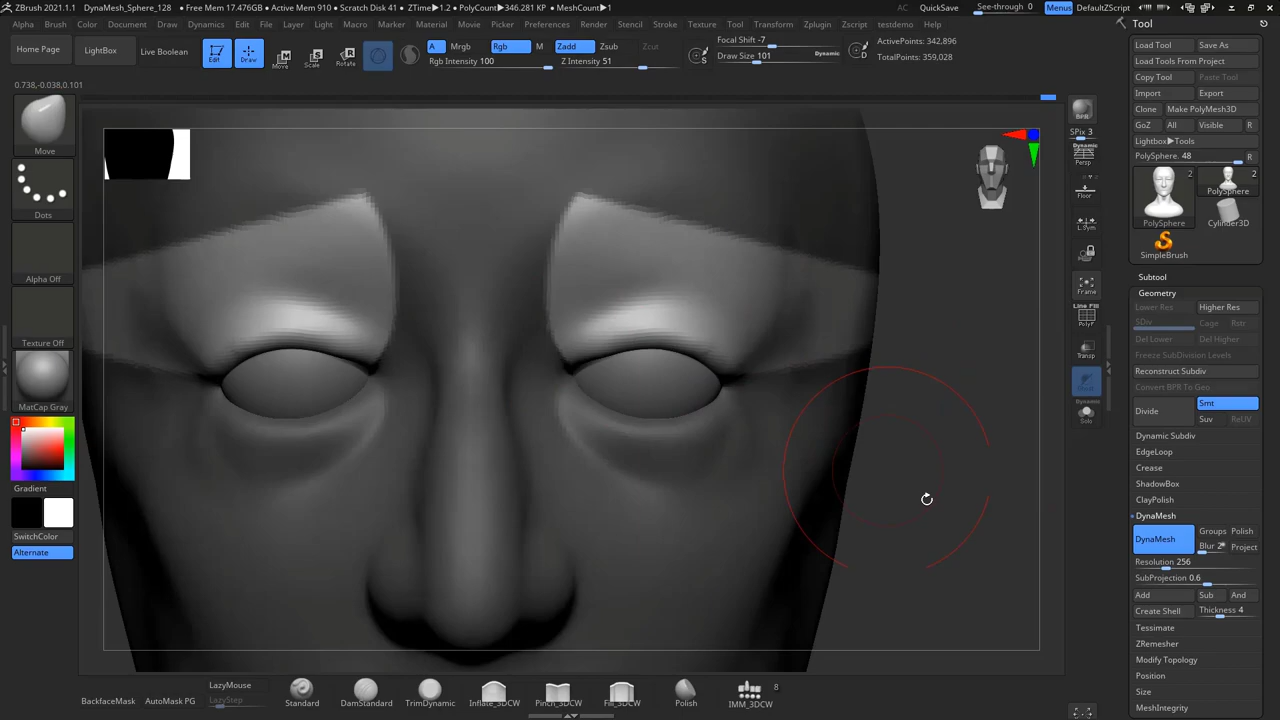 ZBrush 2021.1.1 DynaMesh_Sphere_128 • Free Mem 17.476GB • Active Mem 910 • Scratch Disk 41 • ZTime▶1.2 • PolyCount▶346.281 KP • MeshCount▶1
AC QuickSave See-through 0 Menus DefaultZScript
Alpha Brush Color Document Draw Dynamics Edit File Layer Light Macro Marker Material Movie Picker Preferences Render Stencil Stroke Texture Tool Transform Zplugin Zscript testdemo Help
Home Page LightBox Live Boolean Edit Draw Move Scale Rotate
A Mrgb Rgb M Zadd Zsub Zcut
Rgb Intensity 100 Z Intensity 51
Focal Shift -7
Draw Size 101 Dynamic
ActivePoints: 342,896
TotalPoints: 359,028
0.738,-0.038,0.101
Move
Dots
Alpha Off
Texture Off
MatCap Gray
Gradient
SwitchColor
Alternate
BPR
SPix 3
Dynamic
Persp
Floor
L.Sym
Frame
Line Fill
PolyF
Transp
Dynamic
Solo
Tool
Load Tool Save As
Load Tools From Project
Copy Tool Paste Tool
Import Export
Clone Make PolyMesh3D
GoZ All Visible R
Lightbox▶Tools
PolySphere. 48 R
2 2
PolySphere
PolySphere Cylinder3D
SimpleBrush
Subtool
Geometry
Lower Res Higher Res
SDiv Cage Rstr
Del Lower Del Higher
Freeze SubDivision Levels
Reconstruct Subdiv
Convert BPR To Geo
Divide Smt
Suv ReUV
Dynamic Subdiv
EdgeLoop
Crease
ShadowBox
ClayPolish
DynaMesh
DynaMesh Groups Polish
Blur 2 Project
Resolution 256
SubProjection 0.6
Add Sub And
Create Shell Thickness 4
Tessimate
ZRemesher
Modify Topology
Position
Size
MeshIntegrity
BackfaceMask AutoMask PG LazyMouse
LazyStep
Standard DamStandard TrimDynamic Inflate_3DCW Pinch_3DCW Fill_3DCW Polish IMM_3DCW 8